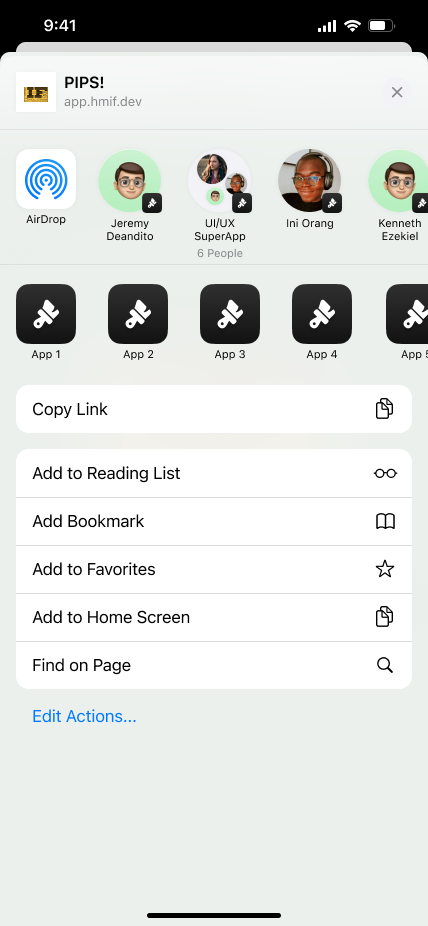 9:41
IF
PIPS!
app.hmif.dev
AirDrop
Jeremy
Deandito
UI/UX
SuperApp
6 People
Ini Orang
Kenneth
Ezekiel
App 1
App 2
App 3
App 4
App 5
Copy Link
Add to Reading List
Add Bookmark
Add to Favorites
Add to Home Screen
Find on Page
Edit Actions...